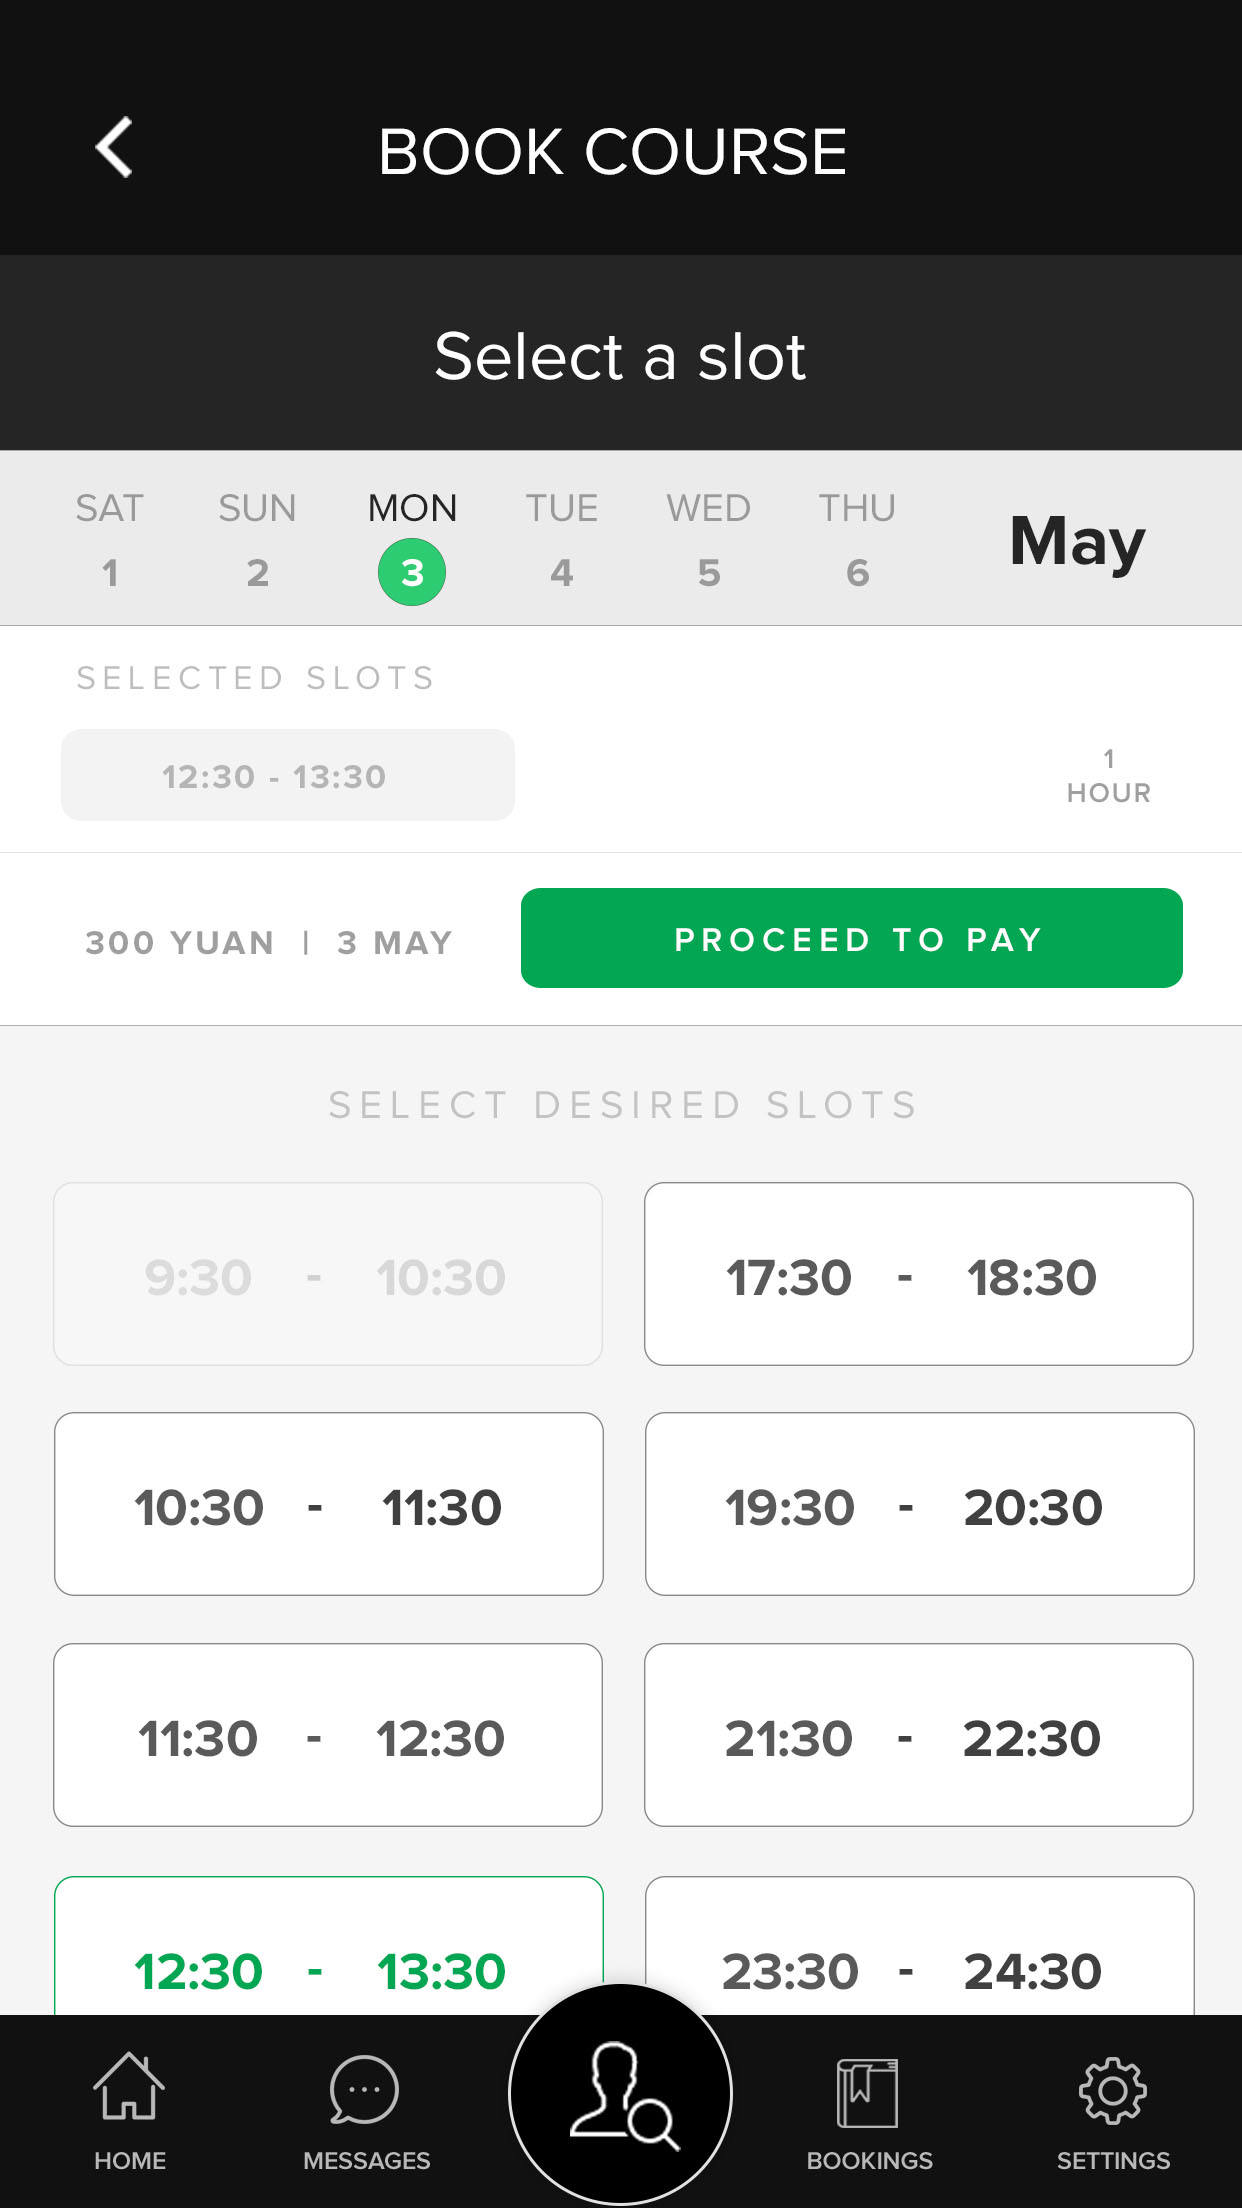 BOOK COURSE
Select a slot
SAT SUN MON TUE WED THU
May
1 2 3 4 5 6
SELECTED SLOTS
12:30 - 13:30
1
HOUR
300 YUAN | 3 MAY
PROCEED TO PAY
SELECT DESIRED SLOTS
9:30 - 10:30
17:30 - 18:30
10:30 - 11:30
19:30 - 20:30
11:30 - 12:30
21:30 - 22:30
12:30 - 13:30
23:30 - 24:30
HOME
MESSAGES
BOOKINGS
SETTINGS